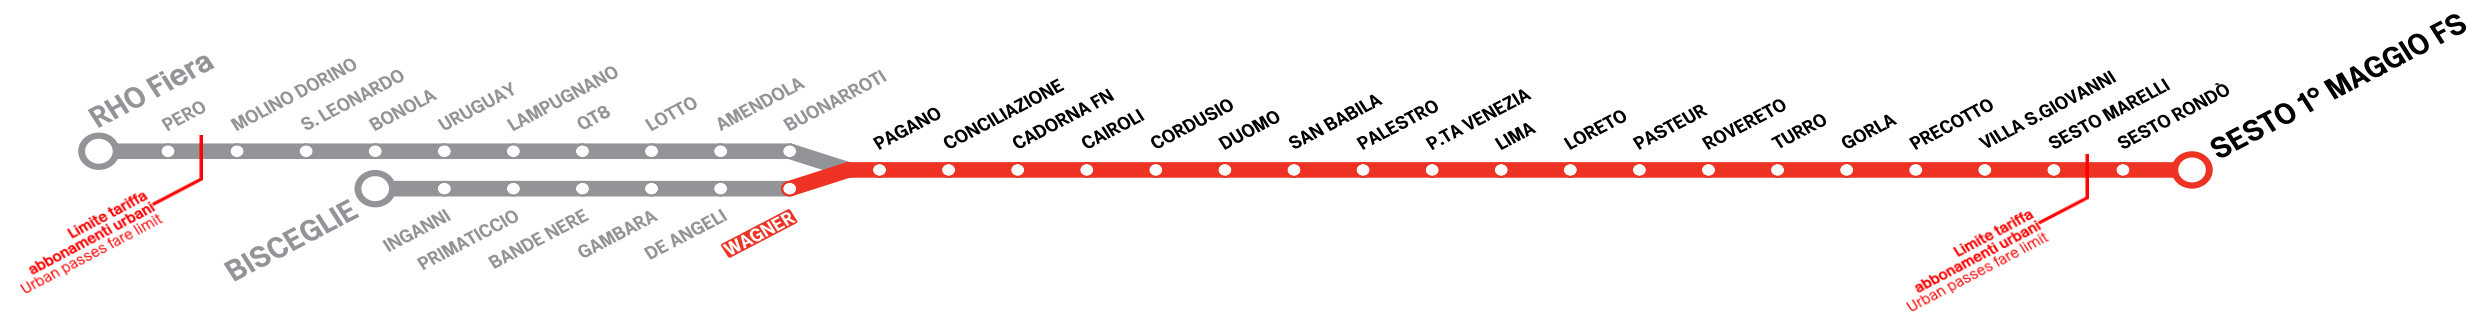 RHO Fiera
PERO
MOLINO DORINO
S. LEONARDO
BONOLA
URUGUAY
LAMPUGNANO
QT8
LOTTO
AMENDOLA
BUONARROTI
PAGANO
CONCILIAZIONE
CADORNA FN
CAIROLI
CORDUSIO
DUOMO
SAN BABILA
PALESTRO
P.TA VENEZIA
LIMA
LORETO
PASTEUR
ROVERETO
TURRO
GORLA
PRECOTTO
VILLA S.GIOVANNI
SESTO MARELLI
SESTO RONDÒ
SESTO 1° MAGGIO FS
Limite tariffa
abbonamenti urbani
Urban passes fare limit
BISCEGLIE
INGANNI
PRIMATICCIO
BANDE NERE
GAMBARA
DE ANGELI
WAGNER
Limite tariffa
abbonamenti urbani
Urban passes fare limit